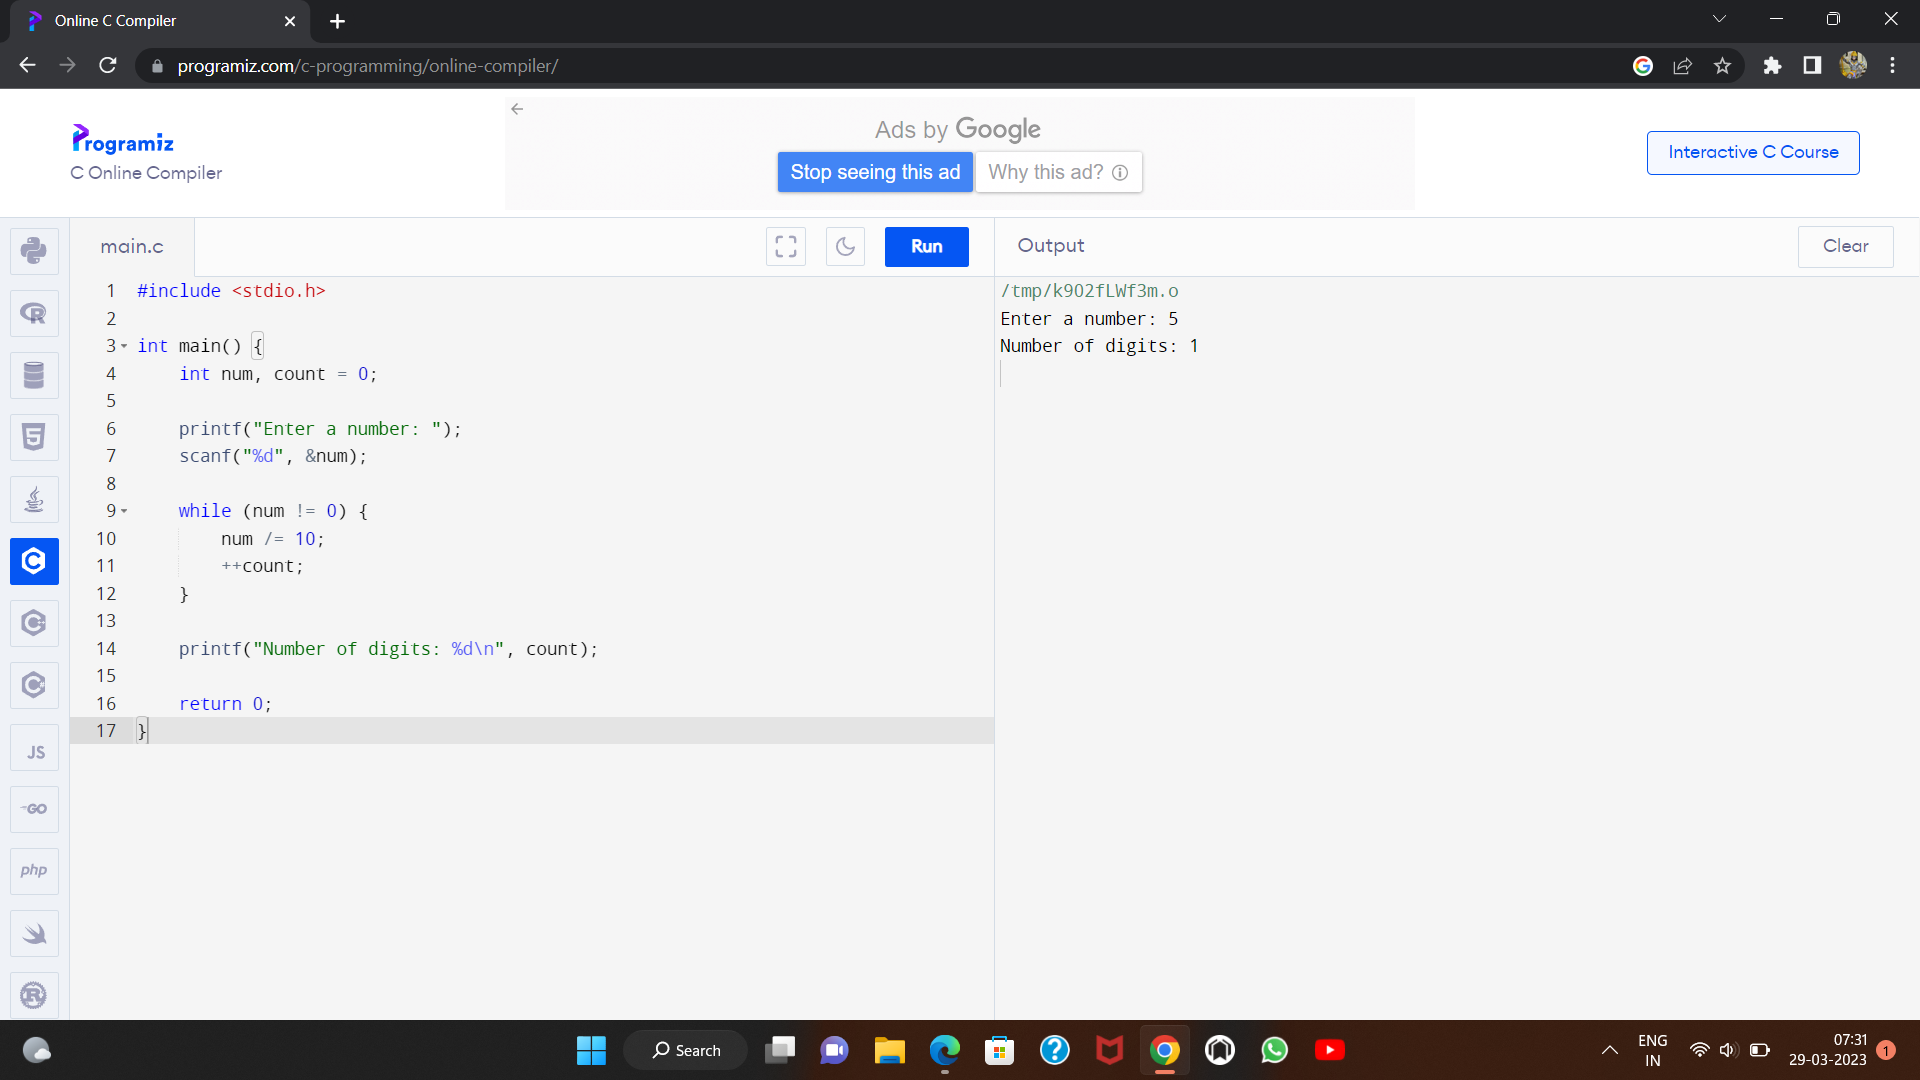 Online C Compiler
programiz.com/c-programming/online-compiler/
Ads by Google
Stop seeing this ad
Why this ad?
Programiz
C Online Compiler
Interactive C Course
main.c
Run
Output
Clear
1 #include <stdio.h>
2
3 int main() {
4     int num, count = 0;
5
6     printf("Enter a number: ");
7     scanf("%d", &num);
8
9     while (num != 0) {
10         num /= 10;
11         ++count;
12     }
13
14     printf("Number of digits: %d\n", count);
15
16     return 0;
17 }
/tmp/k902fLWf3m.o
Enter a number: 5
Number of digits: 1
JS
GO
php
Search
ENG
IN
07:31
29-03-2023
1